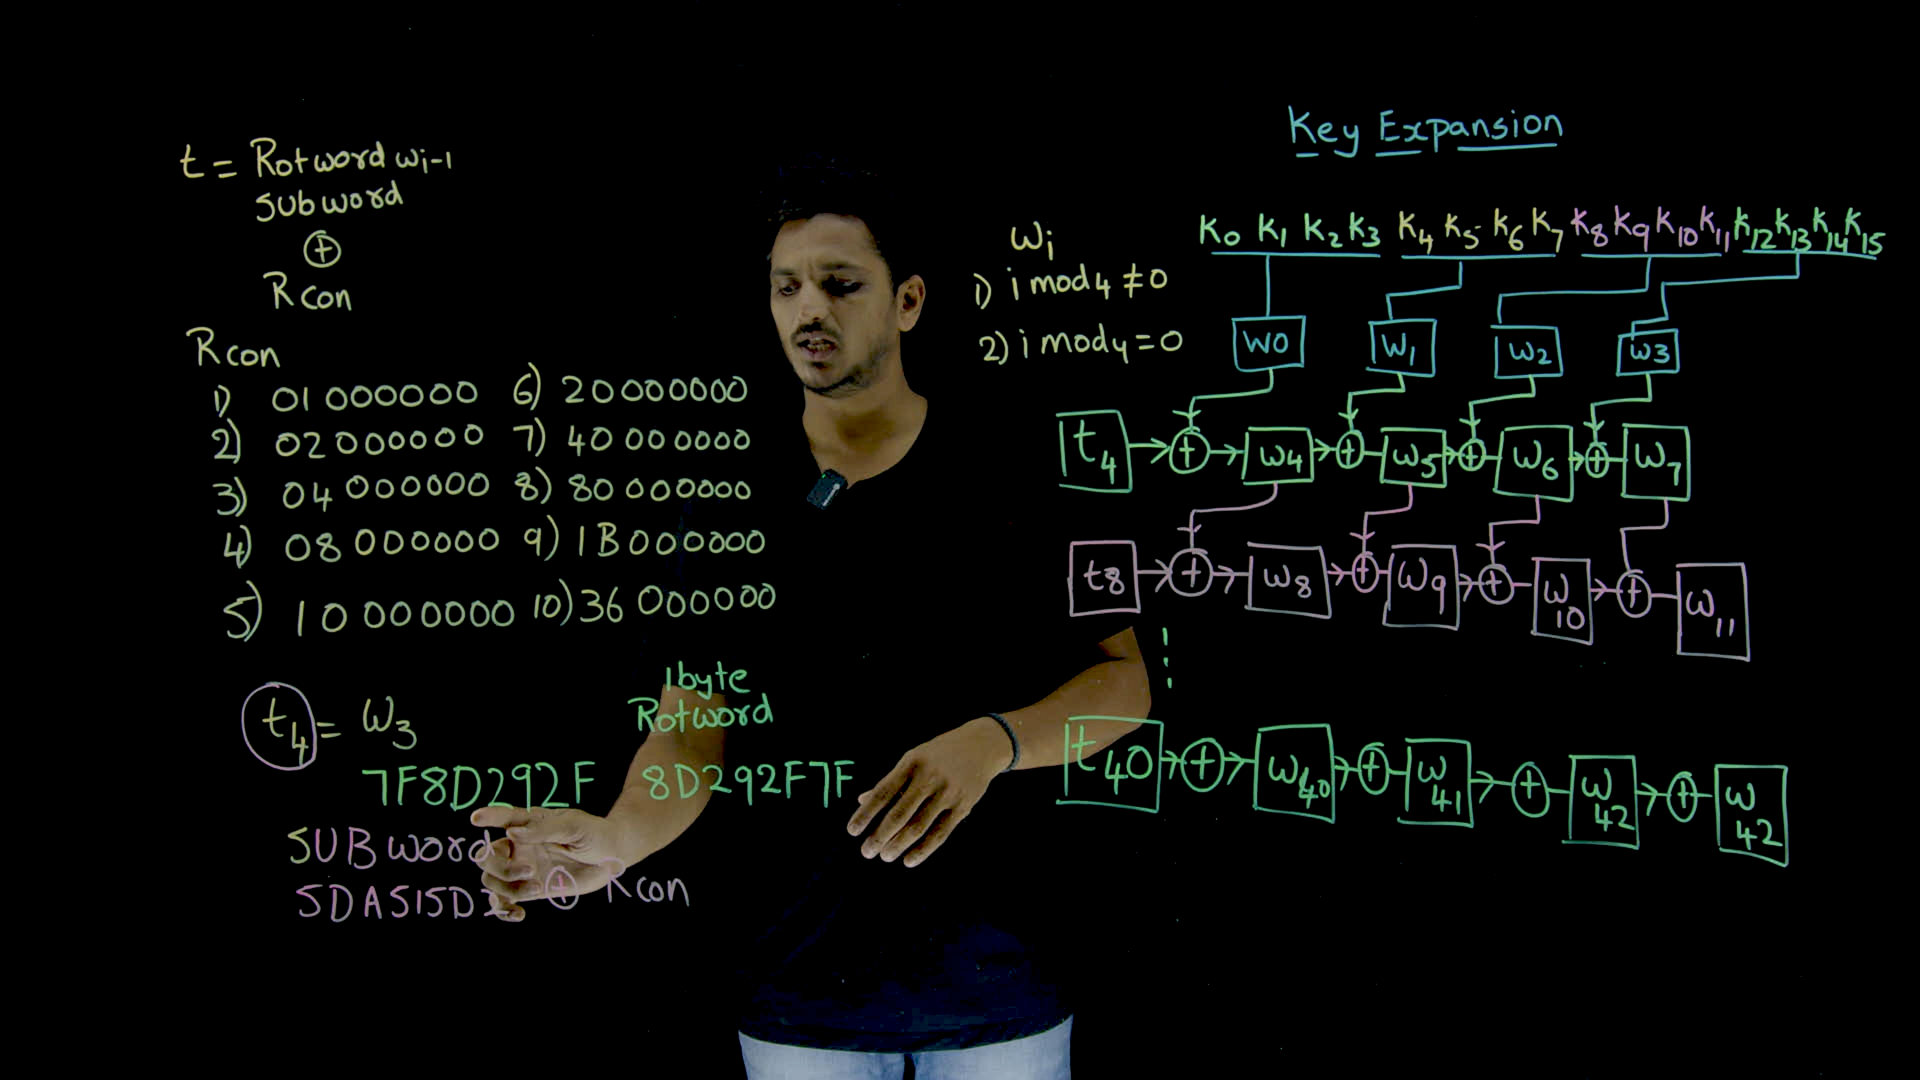 t = Rotword wi-1
Subword
⊕
Rcon
Rcon
1) 01000000 6) 20000000
2) 02000000 7) 40000000
3) 04000000 8) 80000000
4) 08000000 9) 1B000000
5) 10000000 10) 36000000
t4 = W3
7F8D292F
1byte
Rotword
8D292F7F
SUBword
5DA515D2 ⊕ Rcon
Key Expansion
wi
1) i mod4 ≠ 0
2) i mod4 = 0
K0 K1 K2 K3 K4 K5 K6 K7 K8 K9 K10 K11 K12 K13 K14 K15
W0 W1 W2 W3
t4 ⊕ W4 ⊕ W5 ⊕ W6 ⊕ W7
t8 ⊕ W8 ⊕ W9 ⊕ W10 ⊕ W11
t40 ⊕ W40 ⊕ W41 ⊕ W42 ⊕ W42